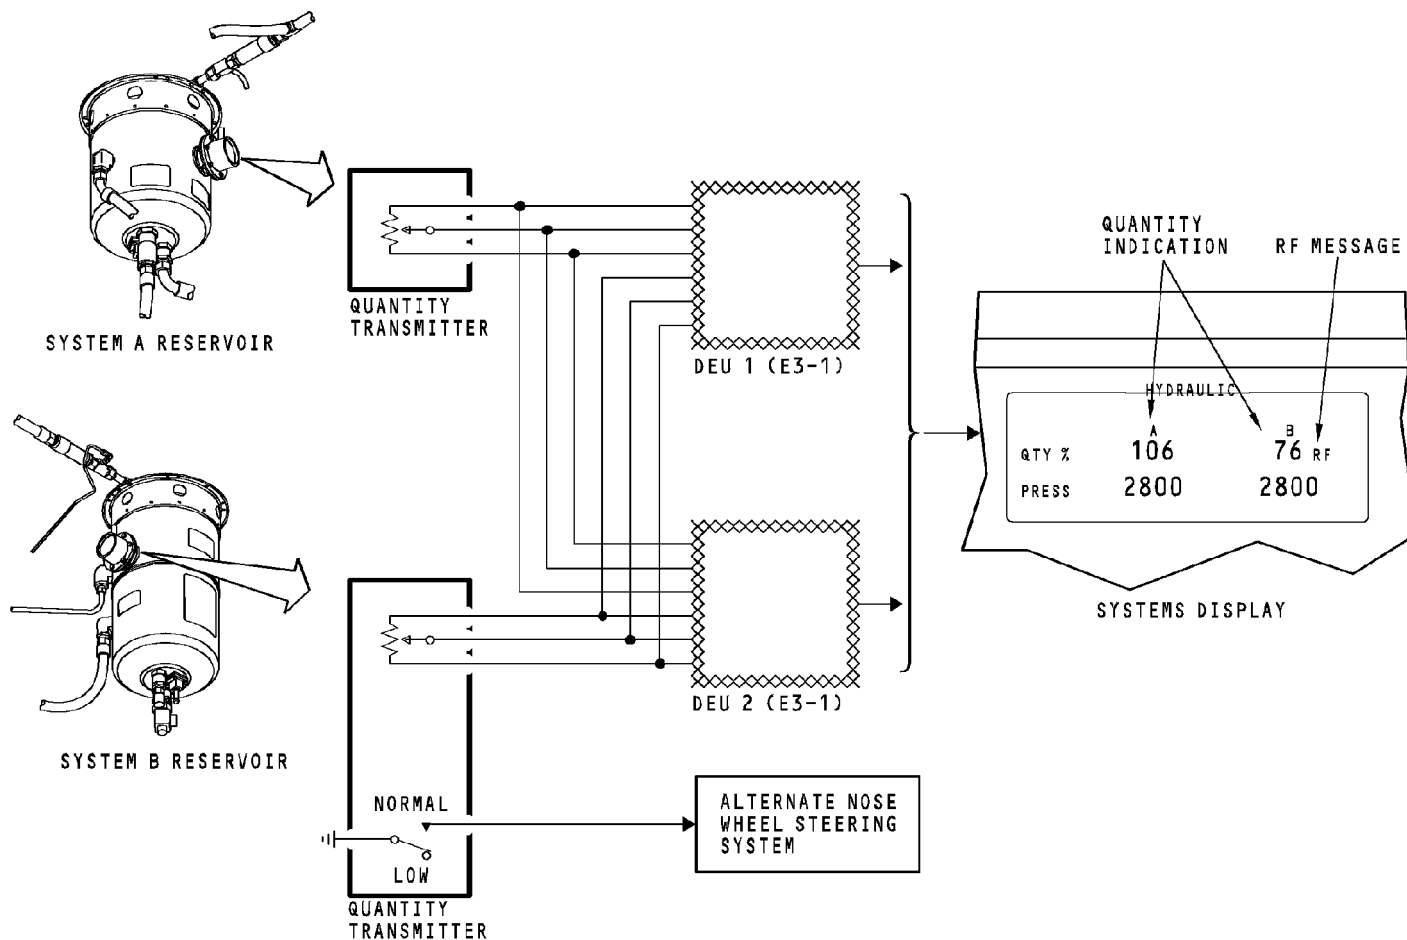 SYSTEM A RESERVOIR
QUANTITY
TRANSMITTER
DEU 1 (E3-1)
QUANTITY
INDICATION
RF MESSAGE
HYDRAULIC
A
B
QTY %
106
76 RF
PRESS
2800
2800
SYSTEMS DISPLAY
SYSTEM B RESERVOIR
DEU 2 (E3-1)
NORMAL
LOW
QUANTITY
TRANSMITTER
ALTERNATE NOSE
WHEEL STEERING
SYSTEM